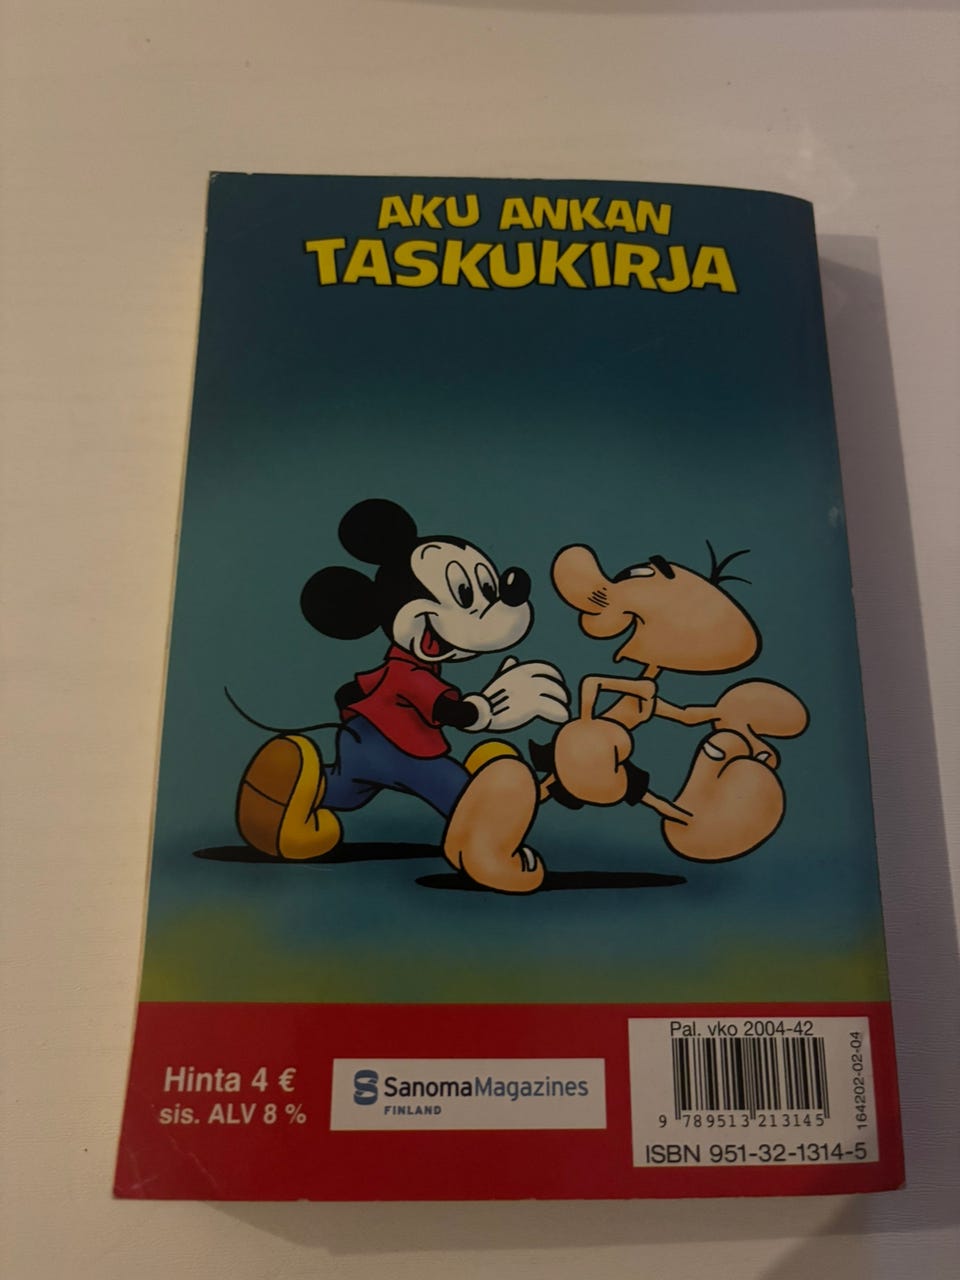 AKU ANKAN
TASKUKIRJA
Hinta 4 €
sis. ALV 8 %
SanomaMagazines
FINLAND
Pal. vko 2004-42
9 789513 213145
164202-02-04
ISBN 951-32-1314-5